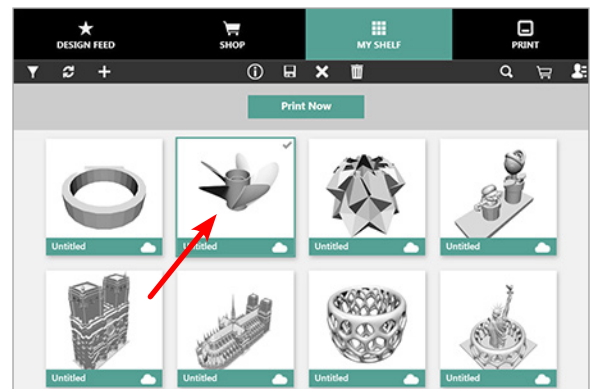 DESIGN FEED
SHOP
MY SHELF
PRINT
Print Now
Untitled
Untitled
Untitled
Untitled
Untitled
Untitled
Untitled
Untitled